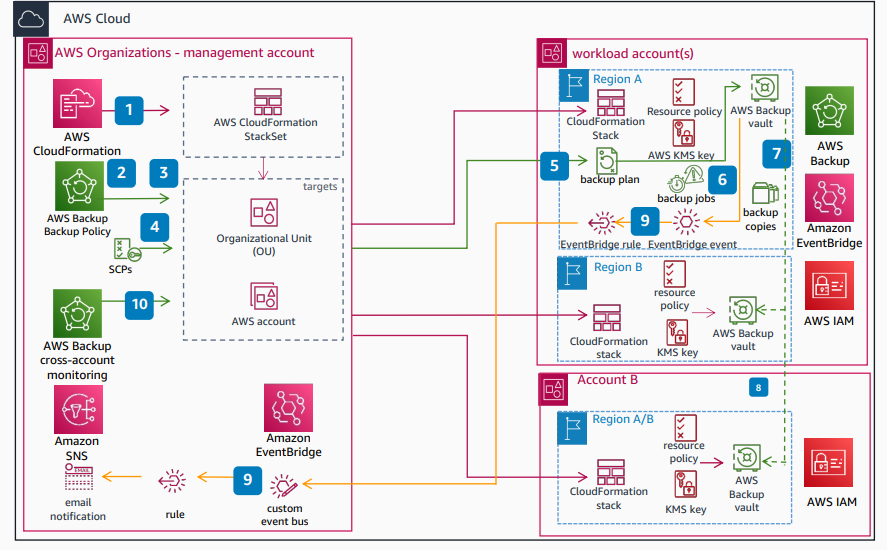 AWS Cloud
AWS Organizations - management account
1
AWS
CloudFormation
AWS CloudFormation
StackSet
2
3
AWS Backup
Backup Policy
4
SCPs
targets
Organizational Unit
(OU)
AWS account
10
AWS Backup
cross-account
monitoring
Amazon
SNS
Amazon
EventBridge
EMAIL
email
notification
rule
9
custom
event bus
workload account(s)
Region A
CloudFormation
Stack
Resource policy
AWS KMS key
AWS Backup
vault
5
backup plan
backup jobs
6
7
backup
copies
EventBridge rule
9
EventBridge event
AWS
Backup
Amazon
EventBridge
AWS IAM
Region B
CloudFormation
stack
resource
policy
KMS key
AWS Backup
vault
8
Account B
Region A/B
CloudFormation
stack
resource
policy
KMS key
AWS
Backup
vault
AWS IAM